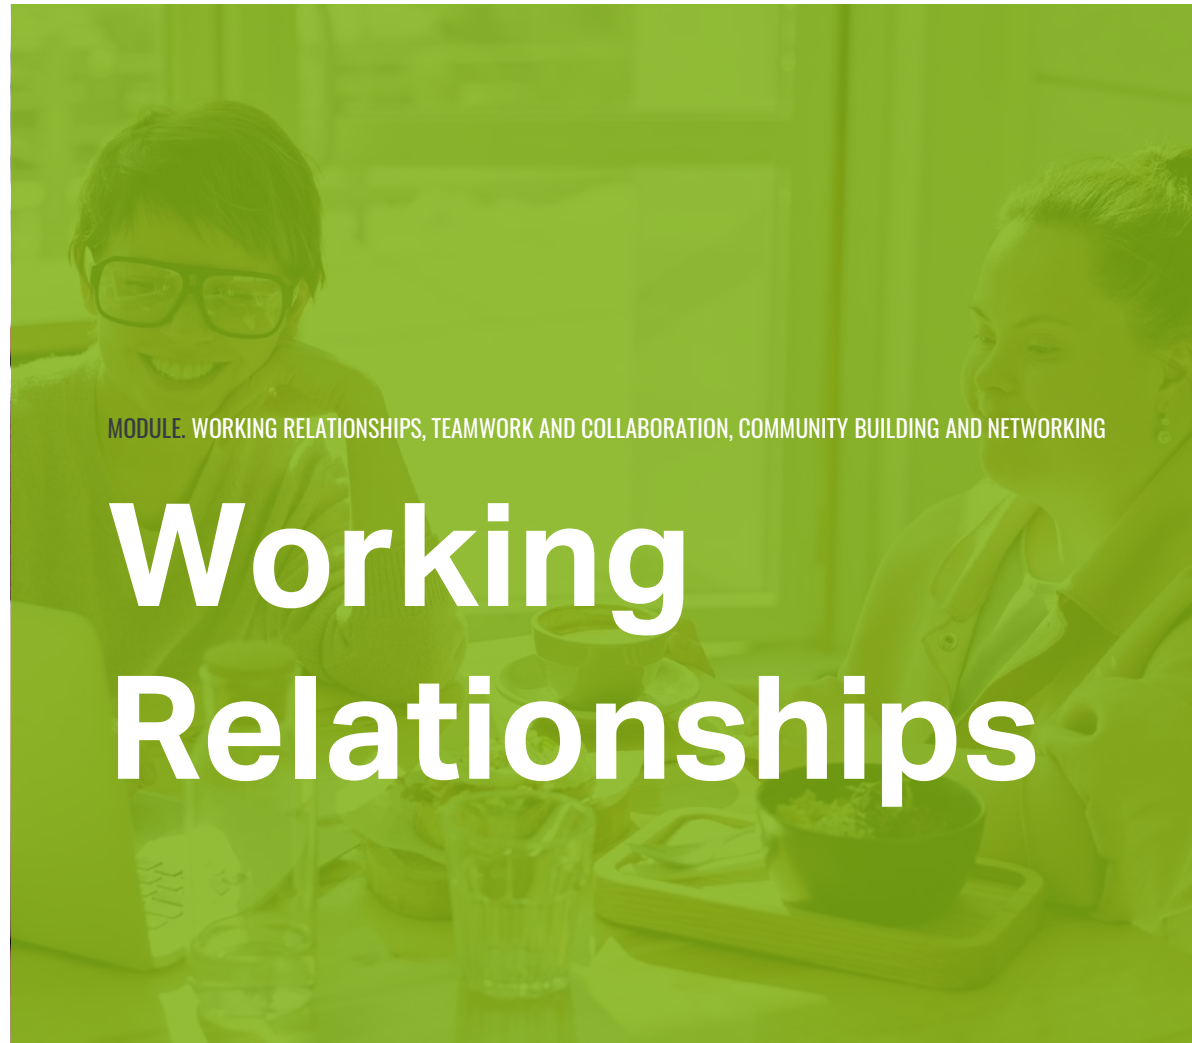 MODULE. WORKING RELATIONSHIPS, TEAMWORK AND COLLABORATION, COMMUNITY BUILDING AND NETWORKING
Working
Relationships